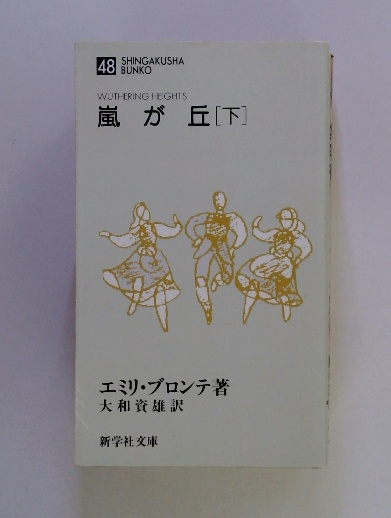 48 SHINGAKUSHA
BUNKO
WUTHERING HEIGHTS
嵐が丘[下]
エミリ・ブロンテ著
大和資雄訳
新学社文庫